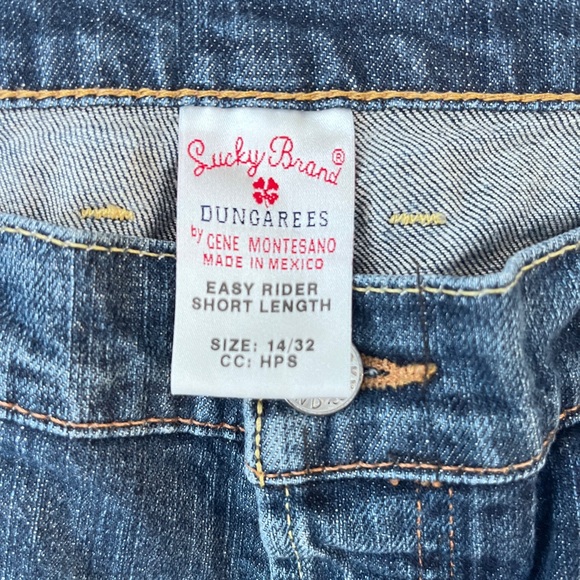 Lucky Brand®
DUNGAREES
by GENE MONTESANO
MADE IN MEXICO
EASY RIDER
SHORT LENGTH
SIZE: 14/32
CC: HPS